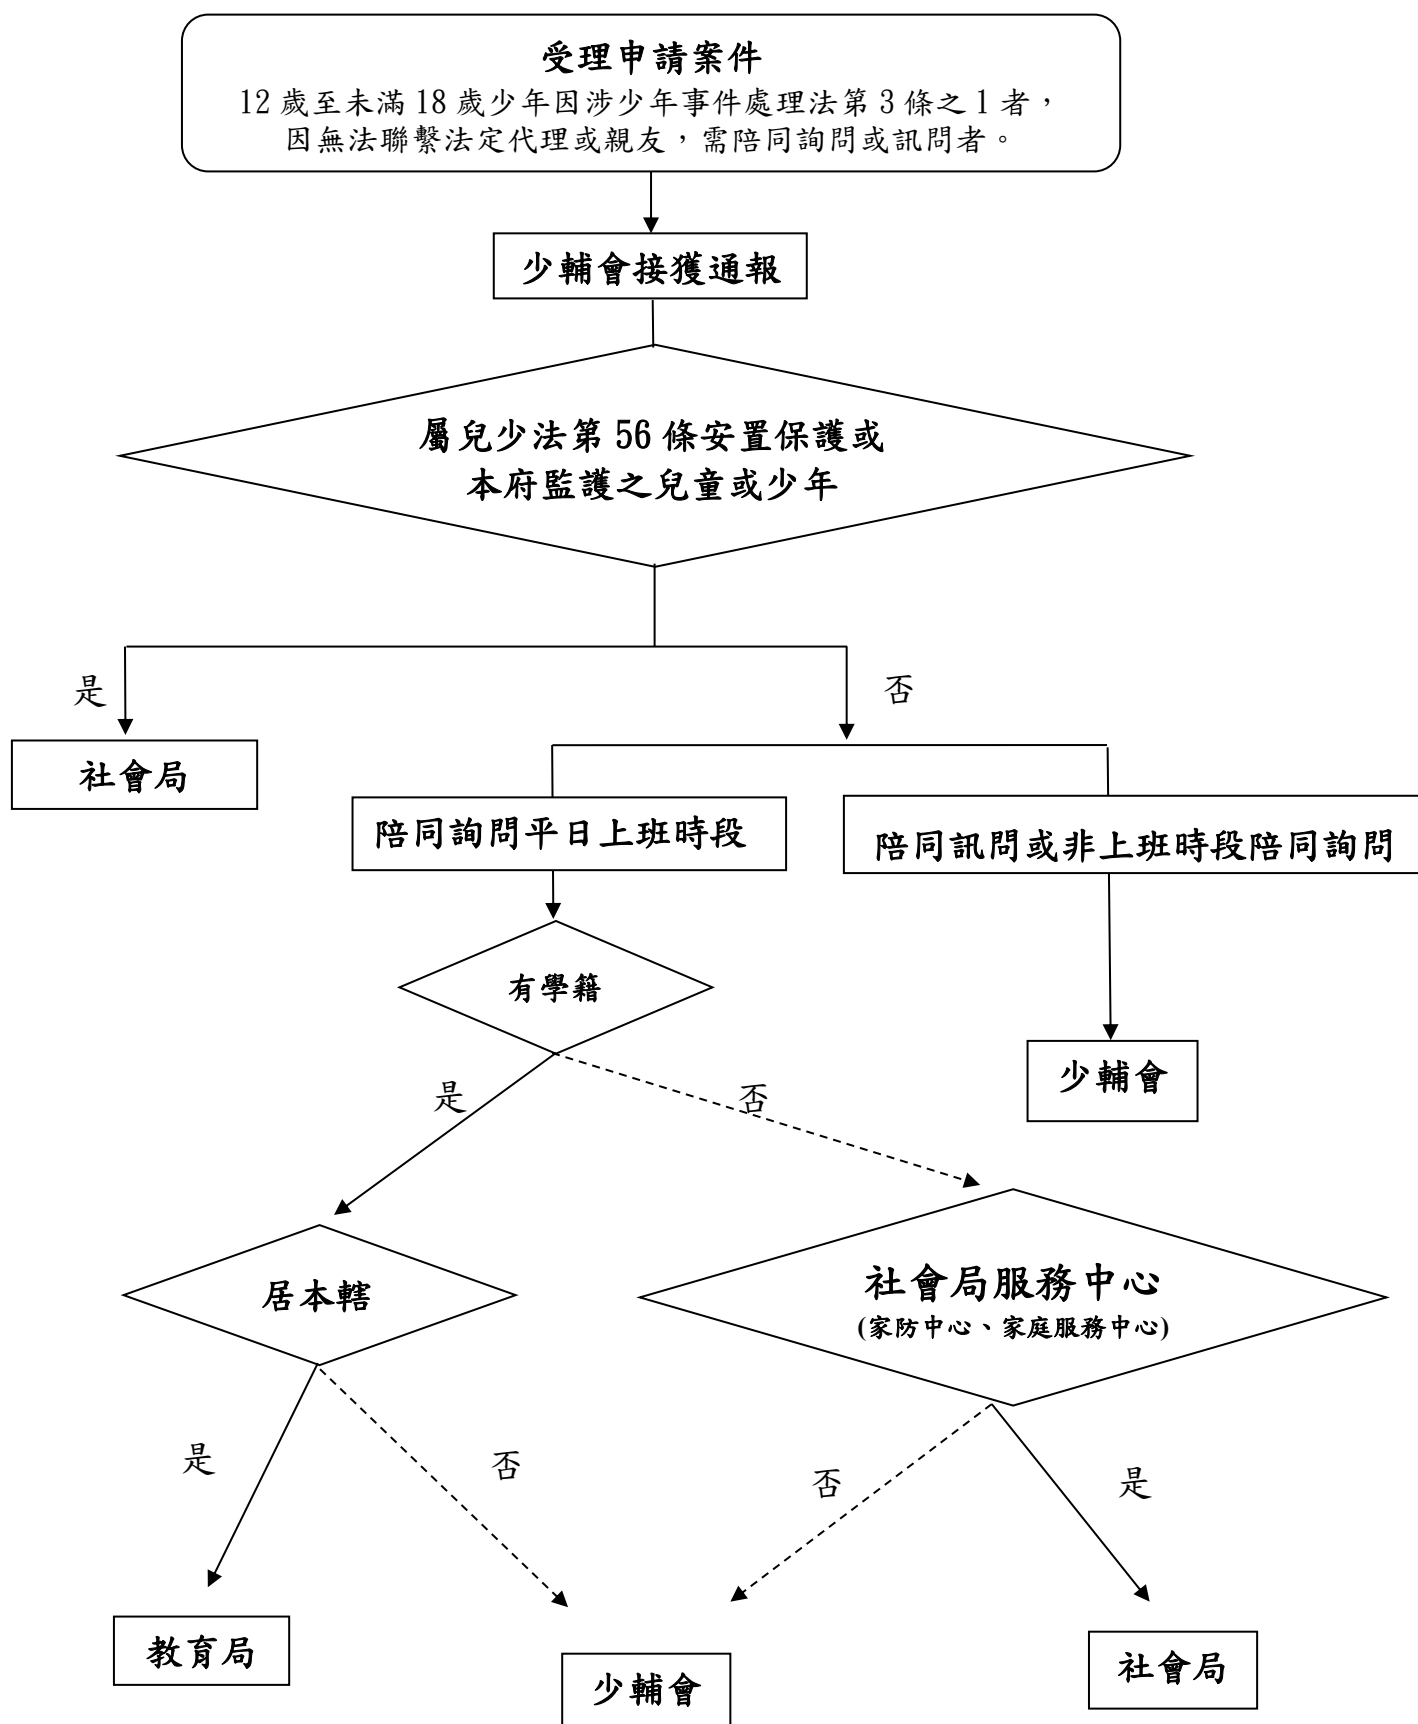 受理申請案件
12 歲至未滿 18 歲少年因涉少年事件處理法第 3 條之 1 者，
因無法聯繫法定代理或親友，需陪同詢問或訊問者。
少輔會接獲通報
屬兒少法第 56 條安置保護或
本府監護之兒童或少年
是
否
社會局
陪同詢問平日上班時段
陪同訊問或非上班時段陪同詢問
有學籍
少輔會
是
否
居本轄
社會局服務中心
(家防中心、家庭服務中心)
是
否
否
是
教育局
少輔會
社會局